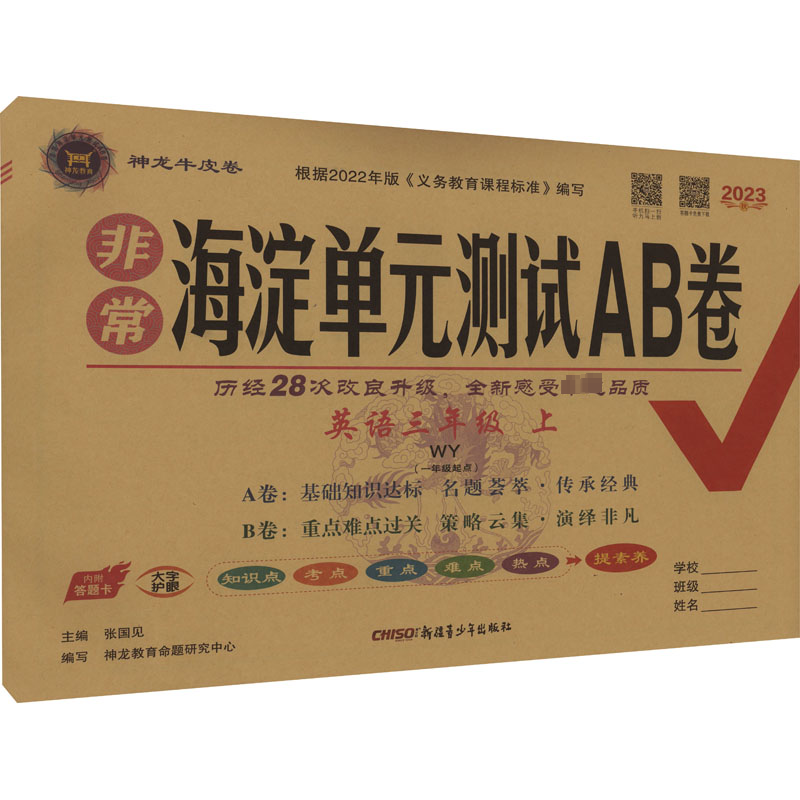 神龙教育
神龙牛皮卷
根据2022年版《义务教育课程标准》编写
2023
秋
非常
海淀单元测试AB卷
历经28次改良升级，全新感受 品质
英语三年级 上
WY
（一年级起点）
A卷：基础知识达标 名题荟萃·传承经典
B卷：重点难点过关 策略云集·演绎非凡
内附
答题卡
大字
护眼
知识点 考点 重点 难点 热点 提素养
学校
班级
姓名
主编 张国见
编写 神龙教育命题研究中心
CHISO 新疆青少年出版社